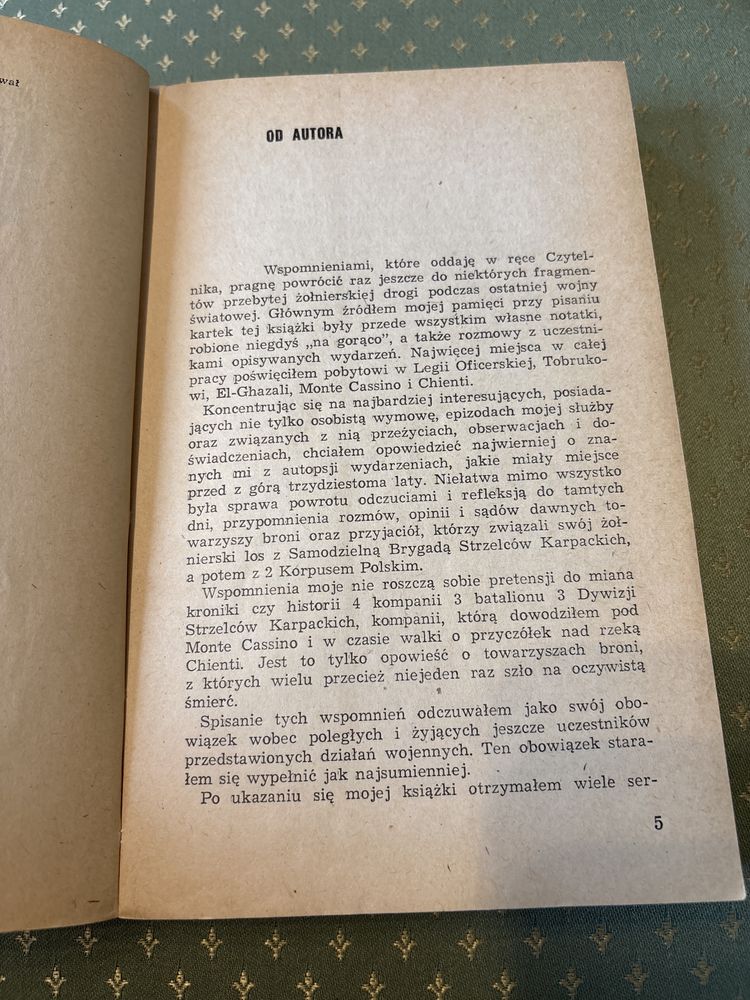 wał
OD AUTORA
Wspomnieniami, które oddaję w ręce Czytel-
nika, pragnę powrócić raz jeszcze do niektórych fragmen-
tów przebytej żołnierskiej drogi podczas ostatniej wojny
światowej. Głównym źródłem mojej pamięci przy pisaniu
kartek tej książki były przede wszystkim własne notatki,
robione niegdyś „na gorąco”, a także rozmowy z uczestni-
kami opisywanych wydarzeń. Najwięcej miejsca w całej
pracy poświęciłem pobytowi w Legii Oficerskiej, Tobruko-
wi, El-Ghazali, Monte Cassino i Chienti.
Koncentrując się na najbardziej interesujących, posiada-
jących nie tylko osobistą wymowę, epizodach mojej służby
oraz związanych z nią przeżyciach, obserwacjach i do-
świadczeniach, chciałem opowiedzieć najwierniej o zna-
nych mi z autopsji wydarzeniach, jakie miały miejsce
przed z górą trzydziestoma laty. Niełatwa mimo wszystko
była sprawa powrotu odczuciami i refleksją do tamtych
dni, przypomnienia rozmów, opinii i sądów dawnych to-
warzyszy broni oraz przyjaciół, którzy związali swój żoł-
nierski los z Samodzielną Brygadą Strzelców Karpackich,
a potem z 2 Korpusem Polskim.
Wspomnienia moje nie roszczą sobie pretensji do miana
kroniki czy historii 4 kompanii 3 batalionu 3 Dywizji
Strzelców Karpackich, kompanii, którą dowodziłem pod
Monte Cassino i w czasie walki o przyczółek nad rzeką
Chienti. Jest to tylko opowieść o towarzyszach broni,
z których wielu przecież niejeden raz szło na oczywistą
śmierć.
Spisanie tych wspomnień odczuwałem jako swój obo-
wiązek wobec poległych i żyjących jeszcze uczestników
przedstawionych działań wojennych. Ten obowiązek stara-
łem się wypełnić jak najsumienniej.
Po ukazaniu się mojej książki otrzymałem wiele ser-
5